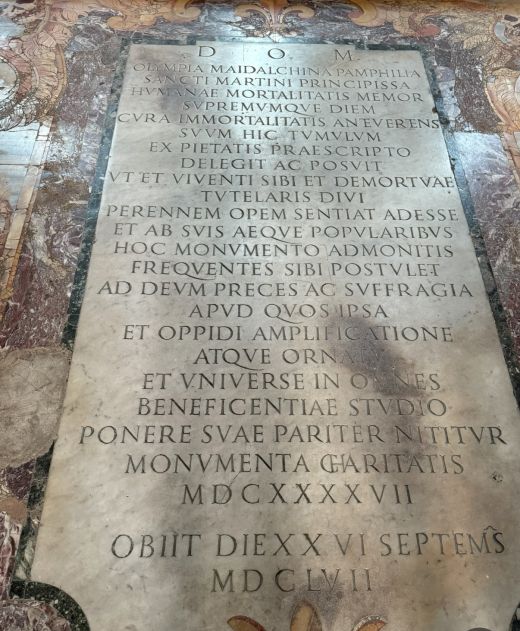 D. O. M.
OLYMPIA MAIDALCHINA PAMPHILIA
SANCTI MARTINI PRINCIPISSA
HVMANAE MORTALITATIS MEMOR
SVPREMVMQVE DIEM
CVRA IMMORTALITATIS ANTEVERTENS
SVVM HIC TVMVLVM
EX PIETATIS PRAESCRIPTO
DELEGIT AC POSVIT
VT ET VIVENTI SIBI ET DEMORTVAE
TVTELARIS DIVI
PERENNEM OPEM SENTIAT ADESSE
ET AB SVIS AEQVE POPVLARIBVS
HOC MONVMENTO ADMONITIS
FREQVENTES SIBI POSTVLET
AD DEVM PRECES AC SVFFRAGIA
APVD QVOS IPSA
ET OPPIDI AMPLIFICATIONE
ATQVE
ET VNIVERSE IN OMNES
BENEFICENTIAE STVDIO
PONERE SVAE PARITER NITITVR
MONVMENTA CHARITATIS
MDCXXXXVII
OBIIT DIE XXVI SEPTEMS
MDCLVII